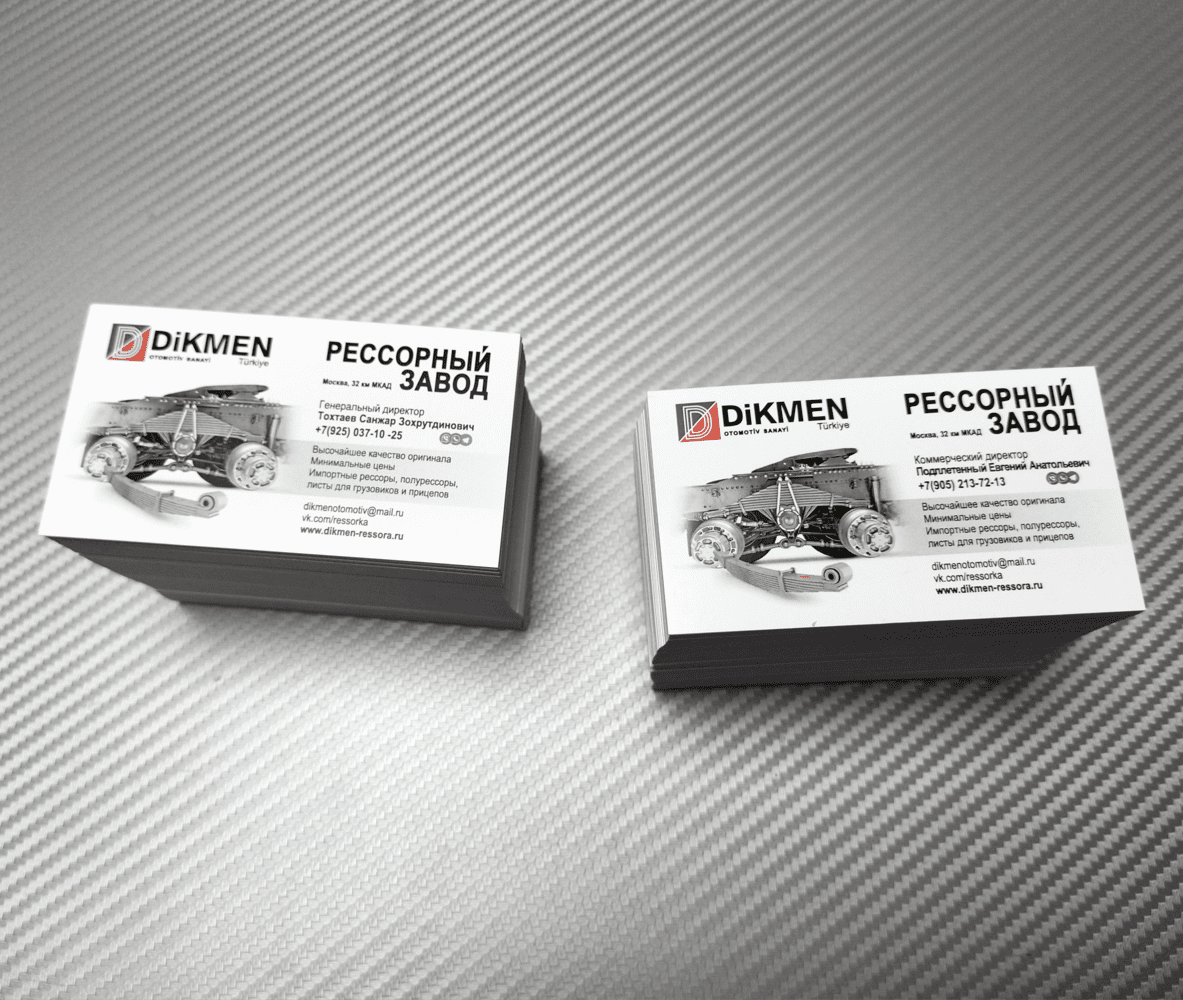 DiKMEN
OTOMOTİV SANAYİ
Türkiye
РЕССОРНЫЙ
Москва, 32 км МКАД ЗАВОД
Генеральный директор
Тохтаев Санжар Зохрутдинович
+7(925) 037-10 -25
Высочайшее качество оригинала
Минимальные цены
Импортные рессоры, полурессоры,
листы для грузовиков и прицепов
dikmenotomotiv@mail.ru
vk.com/ressorka
www.dikmen-ressora.ru
DiKMEN
OTOMOTİV SANAYİ
Türkiye
РЕССОРНЫЙ
Москва, 32 км МКАД ЗАВОД
Коммерческий директор
Подплетенный Евгений Анатольевич
+7(905) 213-72-13
Высочайшее качество оригинала
Минимальные цены
Импортные рессоры, полурессоры,
листы для грузовиков и прицепов
dikmenotomotiv@mail.ru
vk.com/ressorka
www.dikmen-ressora.ru